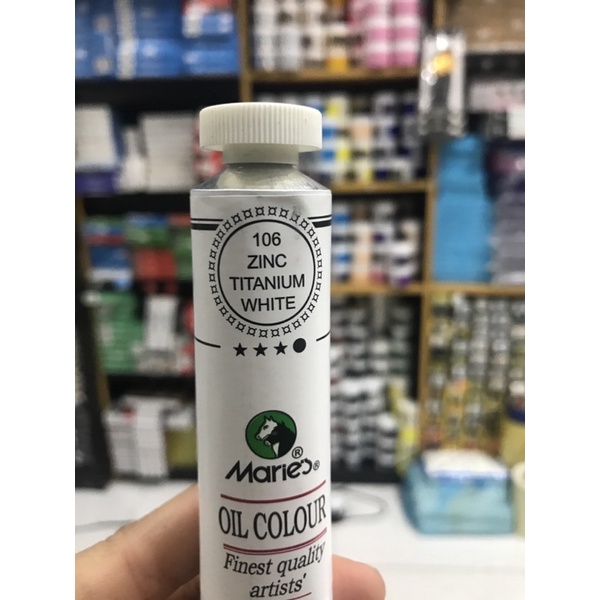 106
ZINC
TITANIUM
WHITE
★★★●
Marie's®
OIL COLOUR
Finest quality
artists'